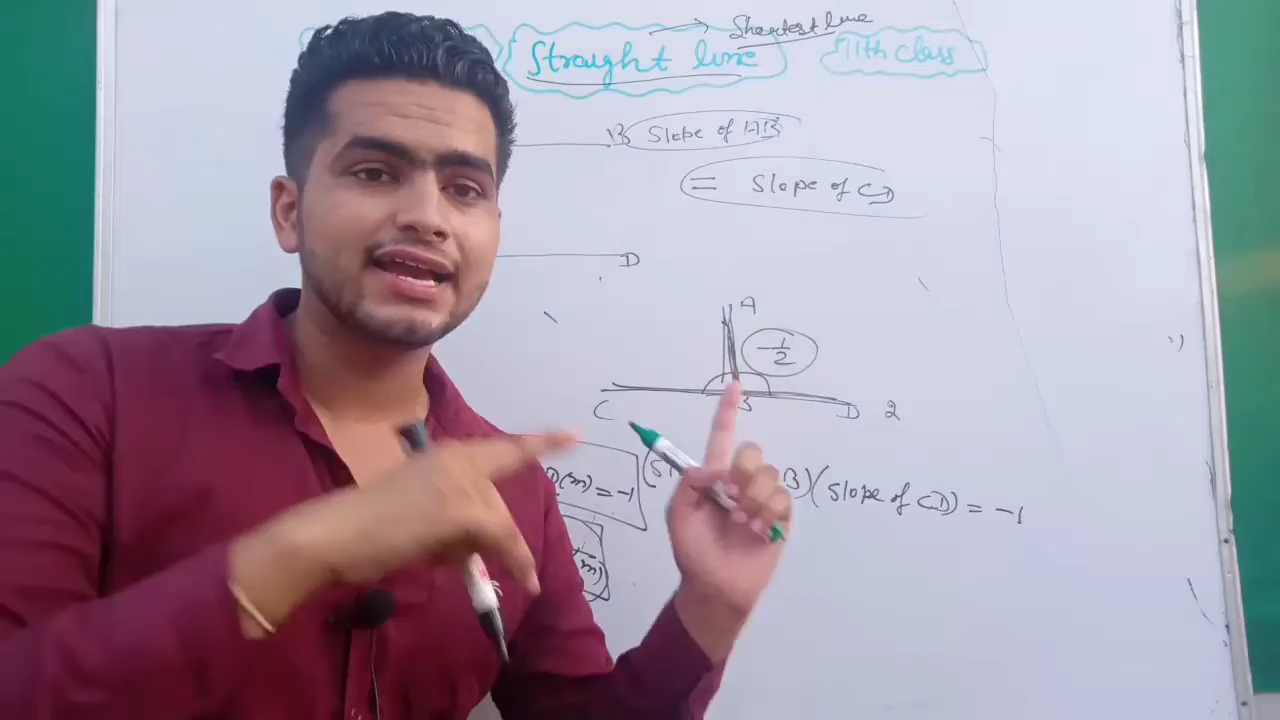 Shortest line
Straight line
11th class
B Slope of AB
= Slope of CD
D
A
-1/2
C B D 2
(m) = -1 (Sl B) (Slope of CD) = -1
m)